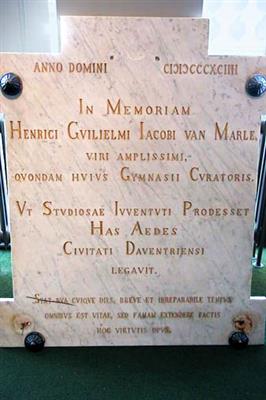 ANNO DOMINI CIƆIƆCCCXCIIII
IN MEMORIAM
HENRICI GVILIELMI IACOBI VAN MARLE,
VIRI AMPLISSIMI,
QVONDAM HVIVS GYMNASII CVRATORIS.
VT STVDIOSAE IVVENTVTI PRODESSET
HAS AEDES
CIVITATI DAVENTRIENSI
LEGAVIT.
STAT SVA CVIQVE DIES, BREVE ET IRREPARABILE TEMPVS
OMNIBVS EST VITAE, SED FAMAM EXTENDERE FACTIS
HOC VIRTVTIS OPVS.